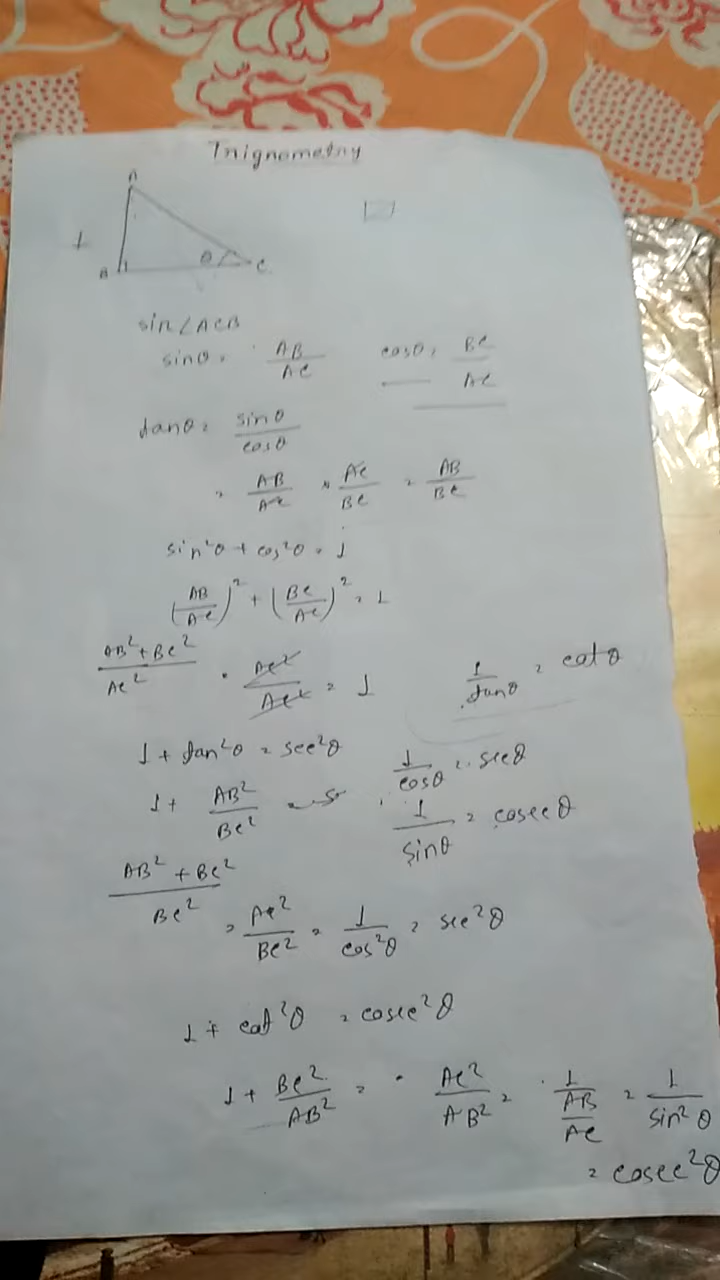 Trignometry
A
1
B θ C
sin∠ACB
sinθ = AB/AC cosθ = BC/AC
tanθ = sinθ/cosθ
= AB/AC × AC/BC = AB/BC
sin²θ + cos²θ = 1
(AB/AC)² + (BC/AC)² = 1
AB²+BC²/AC² = AC²/AC² = 1 1/tanθ = cotθ
1 + tan²θ = sec²θ 1/cosθ = secθ
1 + AB²/BC² 1/sinθ = cosecθ
AB² + BC²/BC² = AC²/BC² = 1/cos²θ = sec²θ
1 + cot²θ = cosec²θ
1 + BC²/AB² = AC²/AB² = 1/AB/AC = 1/sin²θ
= cosec²θ